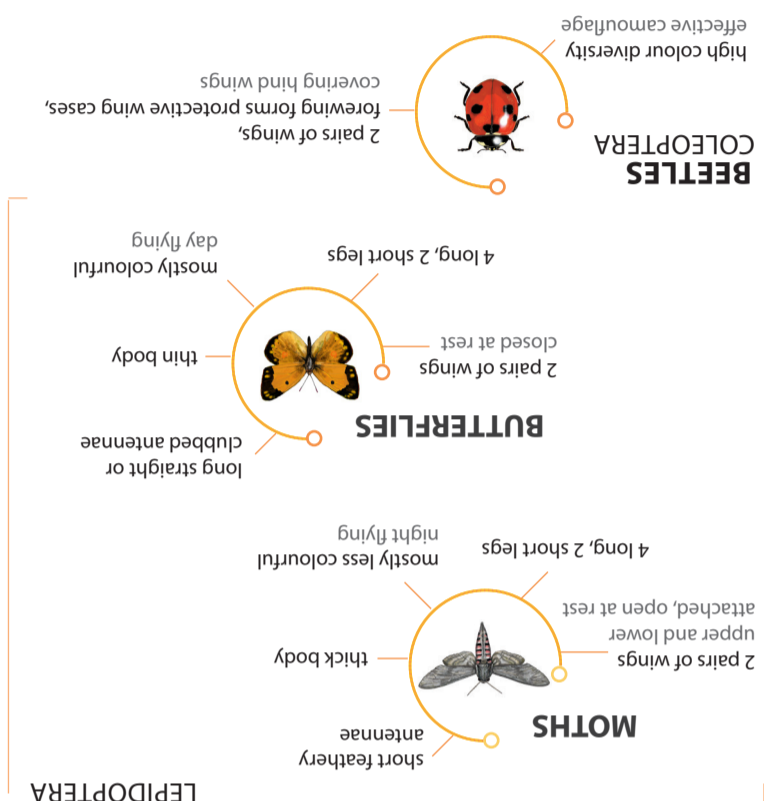 LEPIDOPTERA
MOTHS
short feathery
antennae
2 pairs of wings
upper and lower
attached, open at rest
thick body
4 long, 2 short legs
mostly less colourful
night flying
BUTTERFLIES
long straight or
clubbed antennae
2 pairs of wings
closed at rest
thin body
4 long, 2 short legs
mostly colourful
day flying
BEETLES
COLEOPTERA
2 pairs of wings,
forewing forms protective wing cases,
covering hind wings
high colour diversity
effective camouflage